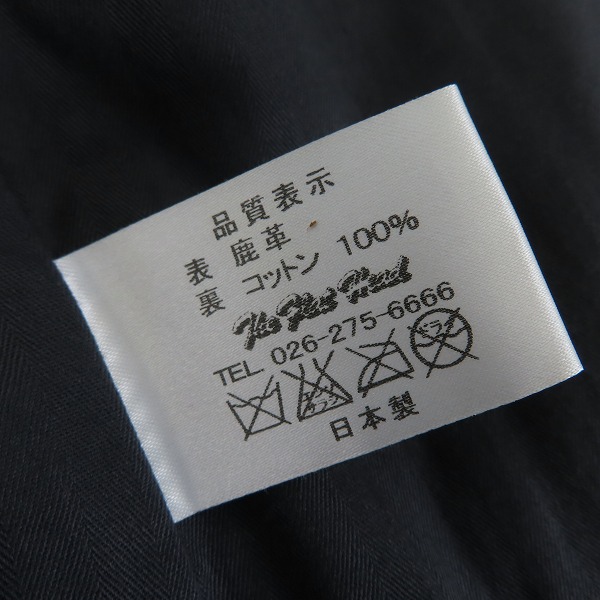 品質表示
表 鹿革
裏 コットン 100%
The Flat Head
TEL 026-275-6666
日本製